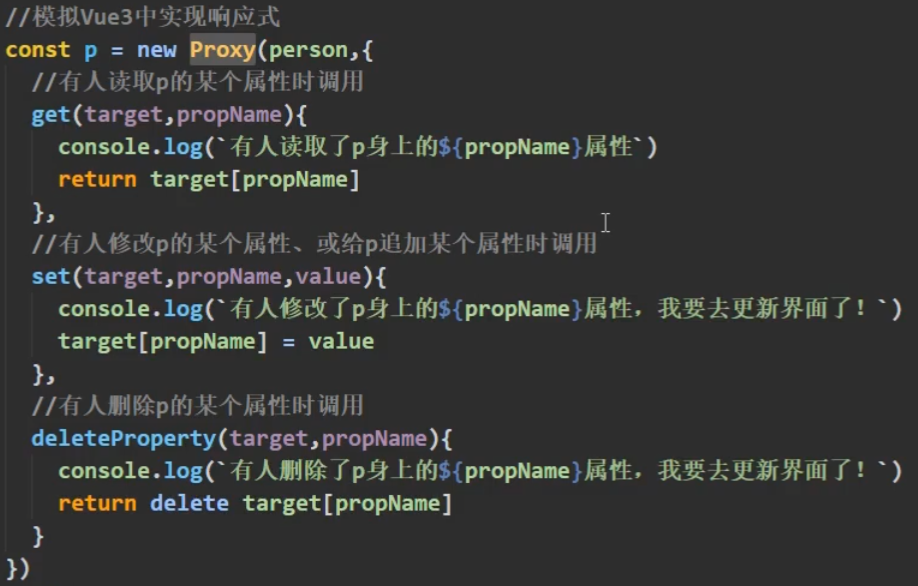 //模拟Vue3中实现响应式
const p = new Proxy(person,{
  //有人读取p的某个属性时调用
  get(target,propName){
    console.log(`有人读取了p身上的${propName}属性`)
    return target[propName]
  },
  //有人修改p的某个属性、或给p追加某个属性时调用
  set(target,propName,value){
    console.log(`有人修改了p身上的${propName}属性，我要去更新界面了！`)
    target[propName] = value
  },
  //有人删除p的某个属性时调用
  deleteProperty(target,propName){
    console.log(`有人删除了p身上的${propName}属性，我要去更新界面了！`)
    return delete target[propName]
  }
})